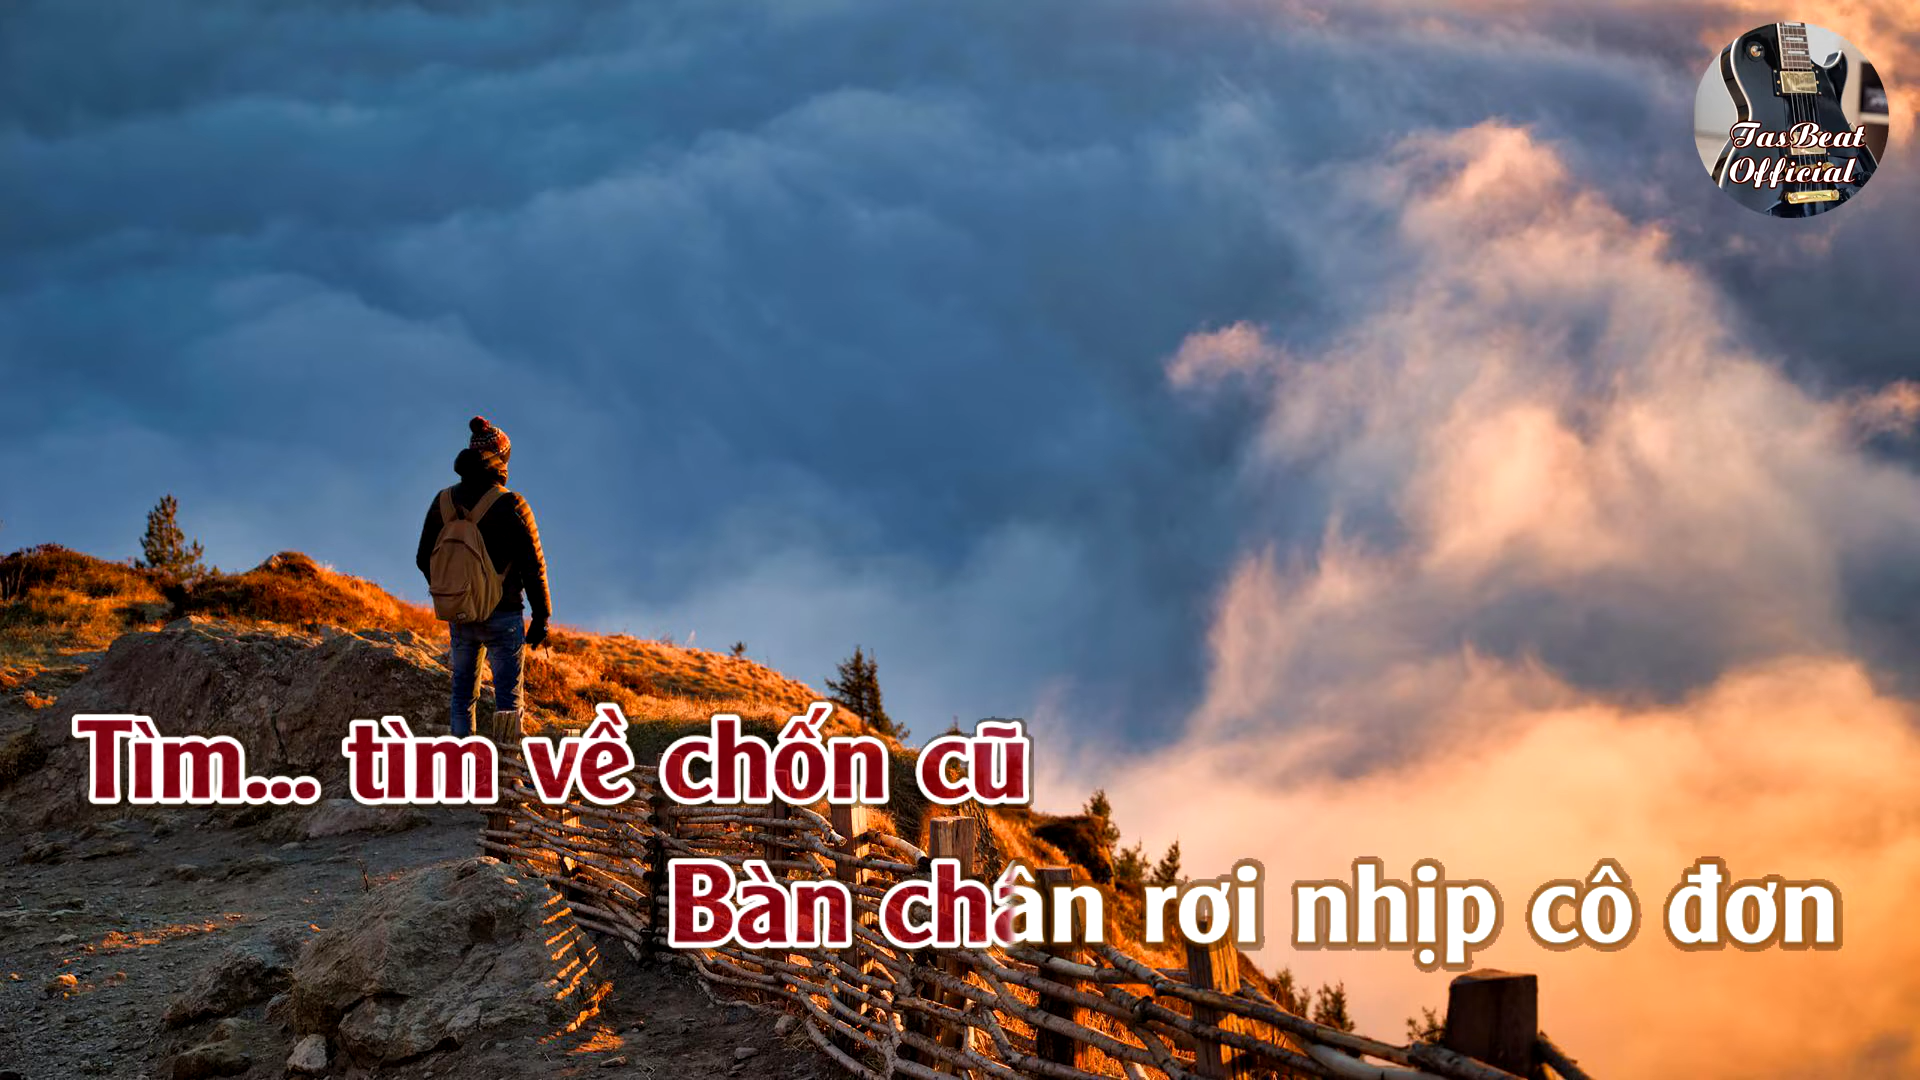 TasBeat
Official
Tìm... tìm về chốn cũ
Bàn chân rơi nhịp cô đơn